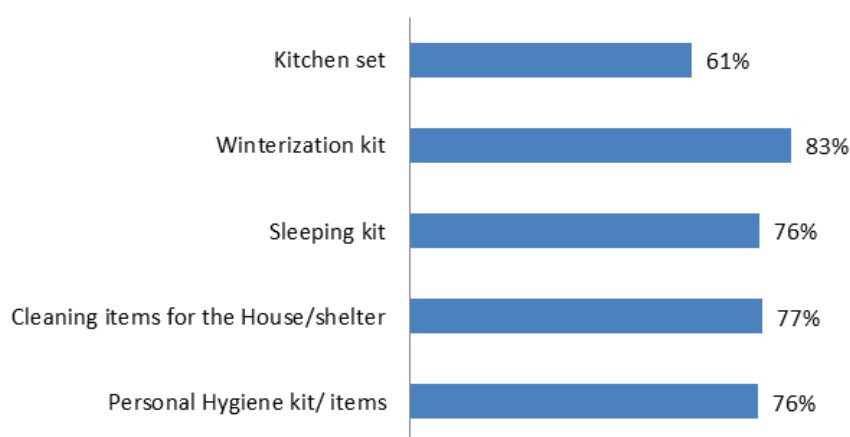 Kitchen set 61%
Winterization kit 83%
Sleeping kit 76%
Cleaning items for the House/shelter 77%
Personal Hygiene kit/ items 76%